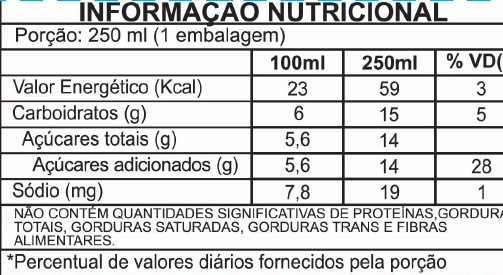 INFORMAÇÃO NUTRICIONAL
Porção: 250 ml (1 embalagem)
100ml 250ml % VD(
Valor Energético (Kcal) 23 59 3
Carboidratos (g) 6 15 5
Açúcares totais (g) 5,6 14
Açúcares adicionados (g) 5,6 14 28
Sódio (mg) 7,8 19 1
NÃO CONTÉM QUANTIDADES SIGNIFICATIVAS DE PROTEÍNAS,GORDURA
TOTAIS, GORDURAS SATURADAS, GORDURAS TRANS E FIBRAS
ALIMENTARES.
*Percentual de valores diários fornecidos pela porção